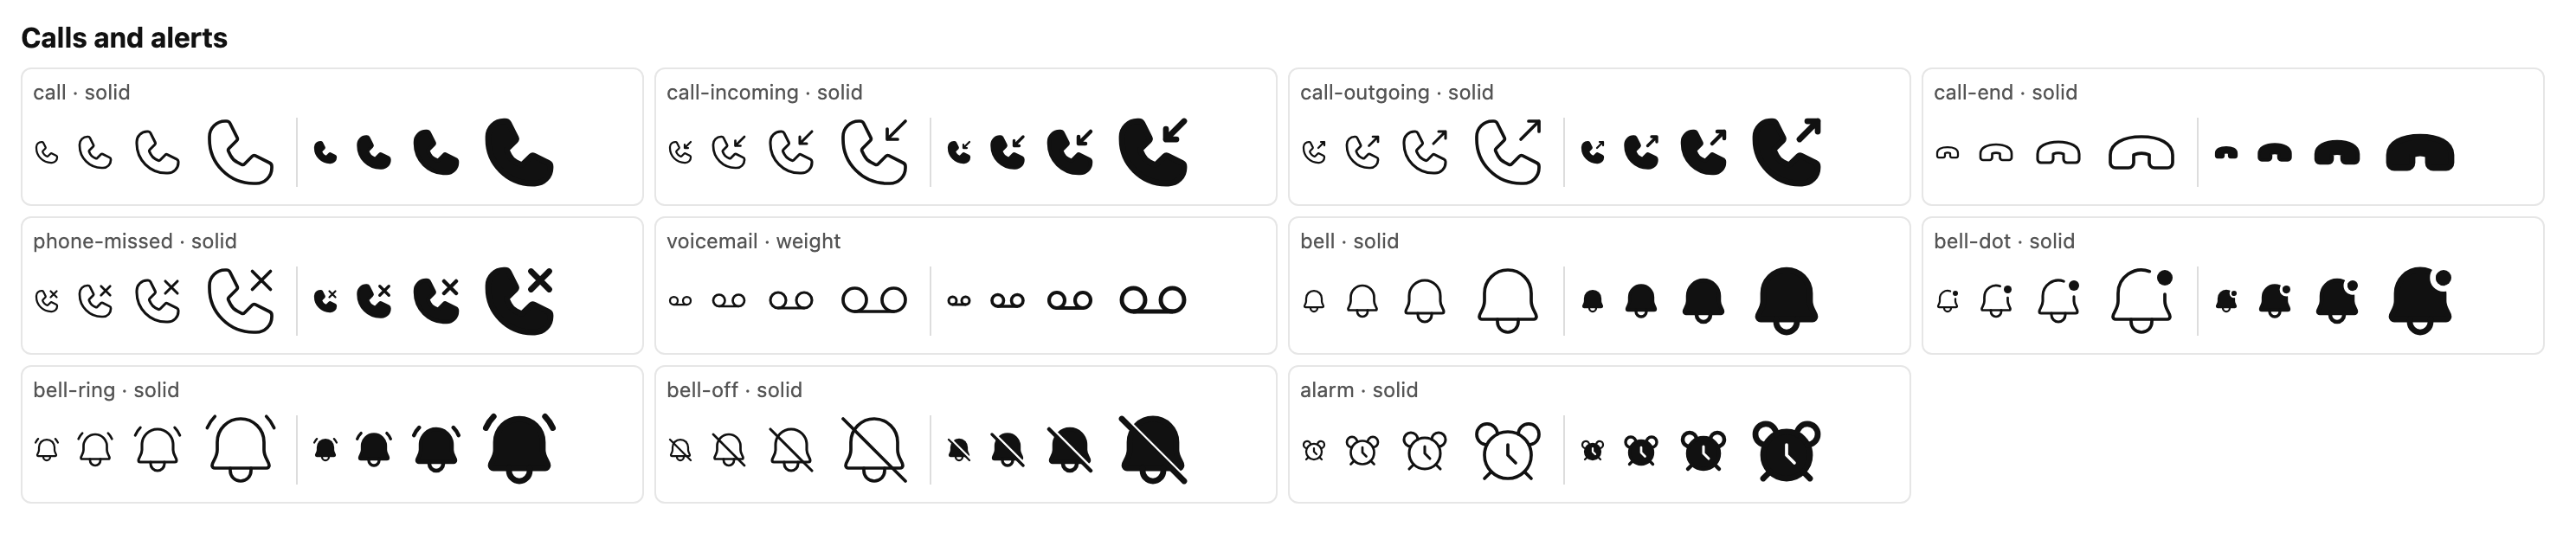 Calls and alerts
call · solid
call-incoming · solid
call-outgoing · solid
call-end · solid
phone-missed · solid
voicemail · weight
bell · solid
bell-dot · solid
bell-ring · solid
bell-off · solid
alarm · solid